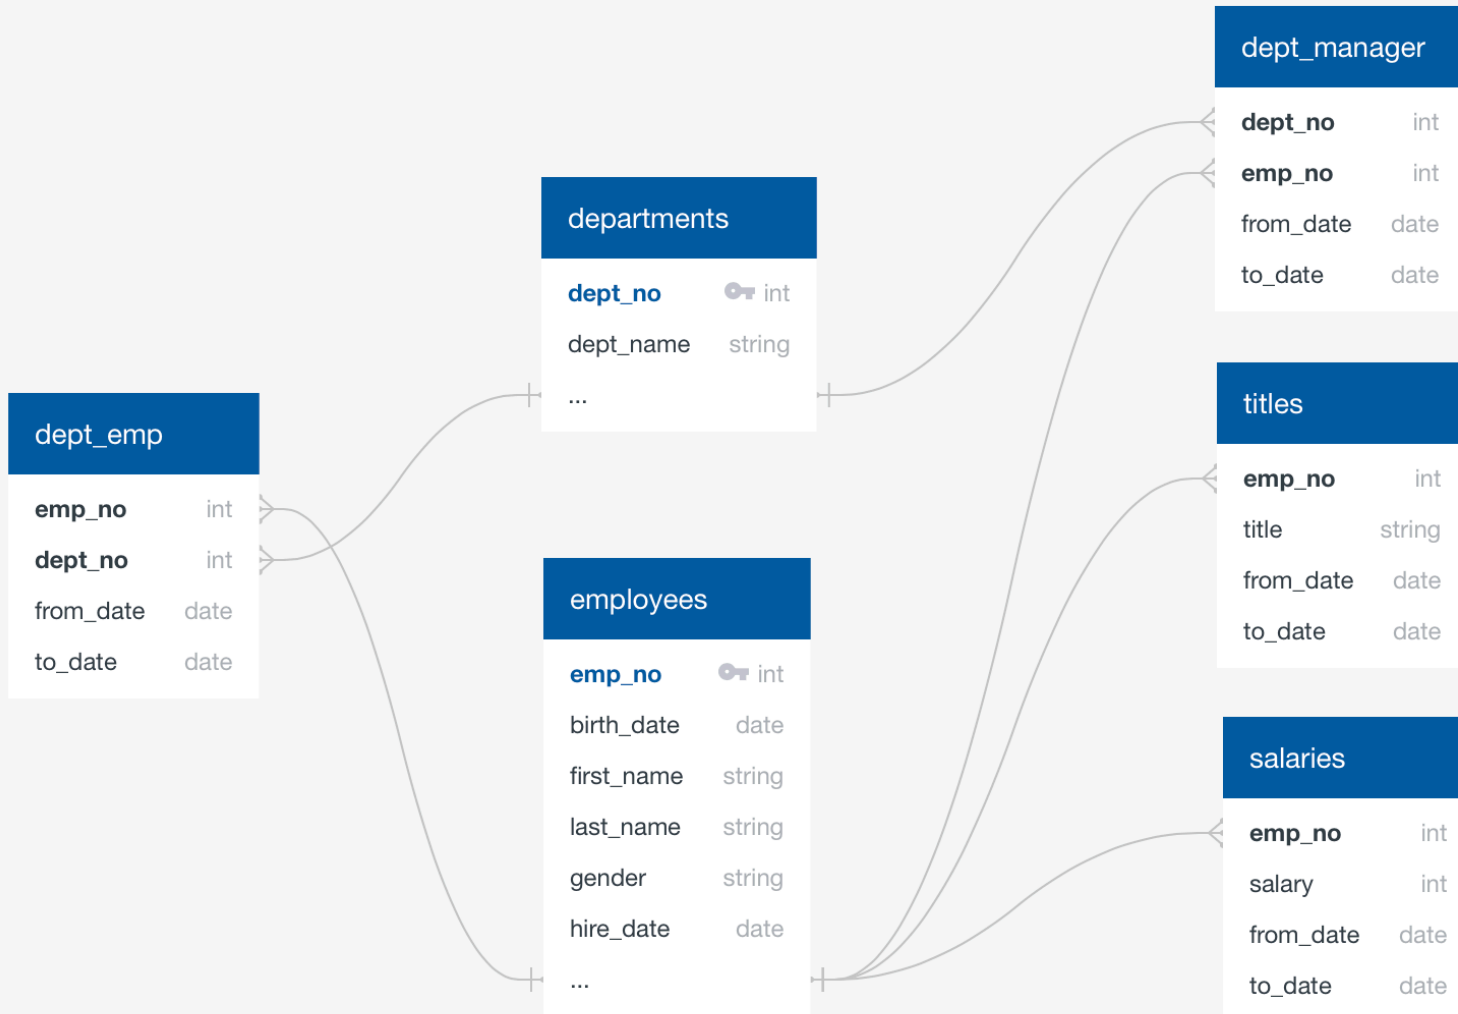 dept_manager
dept_no int
emp_no int
from_date date
to_date date
departments
dept_no int
dept_name string
...
titles
emp_no int
title string
from_date date
to_date date
dept_emp
emp_no int
dept_no int
from_date date
to_date date
employees
emp_no int
birth_date date
first_name string
last_name string
gender string
hire_date date
...
salaries
emp_no int
salary int
from_date date
to_date date